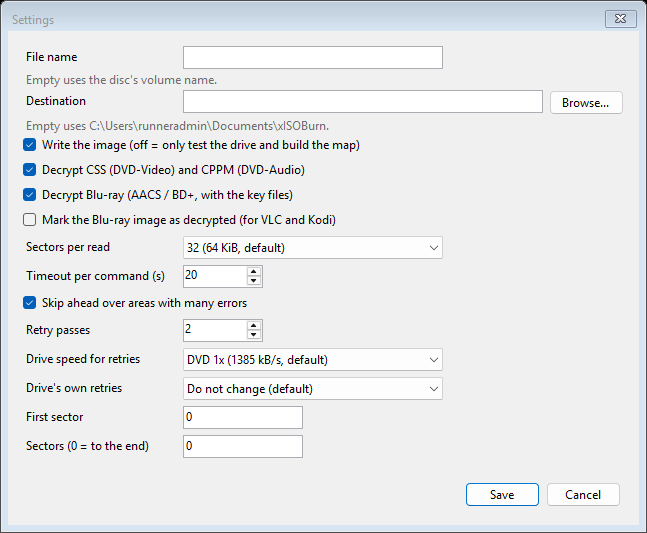 Settings
File name
Empty uses the disc's volume name.
Destination
Browse...
Empty uses C:\Users\runneradmin\Documents\xlSOBurn.
Write the image (off = only test the drive and build the map)
Decrypt CSS (DVD-Video) and CPPM (DVD-Audio)
Decrypt Blu-ray (AACS / BD+, with the key files)
Mark the Blu-ray image as decrypted (for VLC and Kodi)
Sectors per read 32 (64 KiB, default)
Timeout per command (s) 20
Skip ahead over areas with many errors
Retry passes 2
Drive speed for retries DVD 1x (1385 kB/s, default)
Drive's own retries Do not change (default)
First sector 0
Sectors (0 = to the end) 0
Save Cancel